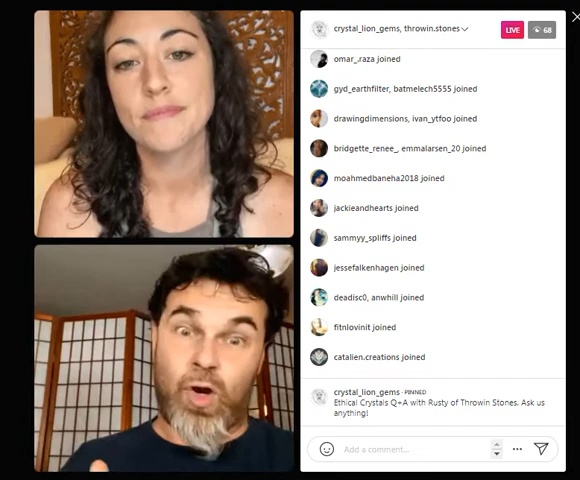 crystal_lion_gems, throwin.stones
LIVE
68
omar_.raza joined
gyd_earthfilter, batmelech5555 joined
drawingdimensions, ivan_ytfoo joined
bridgette_renee_, emmalarsen_20 joined
moahmedbaneha2018 joined
jackieandhearts joined
sammyy_spliffs joined
jessefalkenhagen joined
deadisc0, anwhill joined
fitnlovinit joined
catalien.creations joined
crystal_lion_gems · PINNED
Ethical Crystals Q+A with Rusty of Throwin Stones. Ask us
anything!
Add a comment...